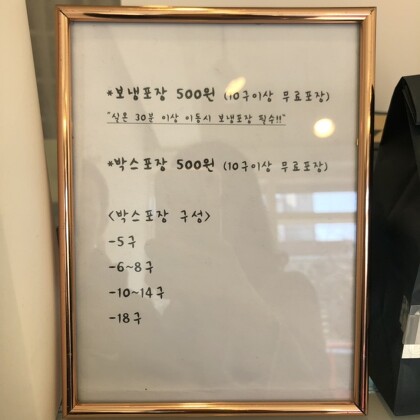 *보냉포장 500원 (10구이상 무료포장)
"실온 30분 이상 이동시 보냉포장 필수!!"
*박스포장 500원 (10구이상 무료포장)
<박스포장 구성>
-5구
-6~8구
-10~14구
-18구